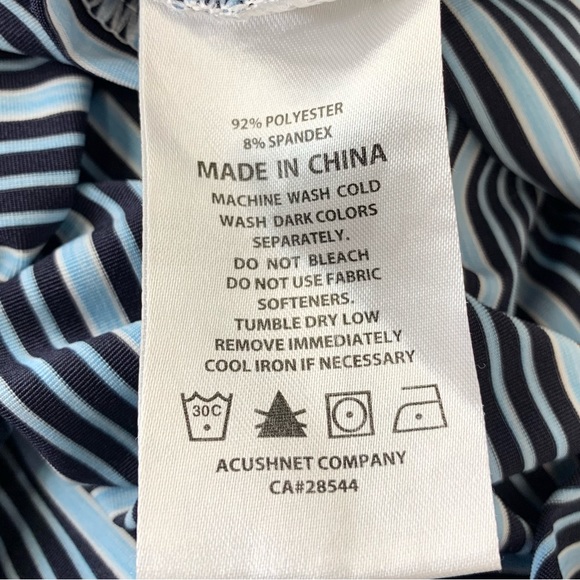 92% POLYESTER
8% SPANDEX
MADE IN CHINA
MACHINE WASH COLD
WASH DARK COLORS
SEPARATELY.
DO NOT BLEACH
DO NOT USE FABRIC
SOFTENERS.
TUMBLE DRY LOW
REMOVE IMMEDIATELY
COOL IRON IF NECESSARY
30C
ACUSHNET COMPANY
CA#28544